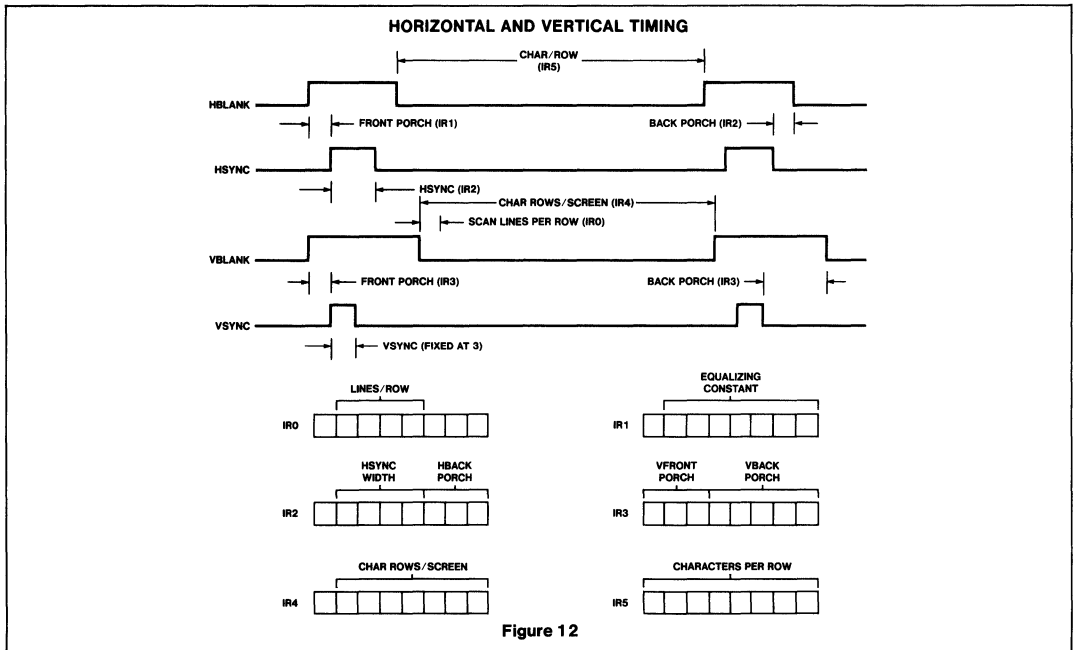 HORIZONTAL AND VERTICAL TIMING
CHAR/ROW
(IR5)
HBLANK
FRONT PORCH (IR1)
BACK PORCH (IR2)
HSYNC
HSYNC (IR2)
CHAR ROWS/SCREEN (IR4)
SCAN LINES PER ROW (IR0)
VBLANK
FRONT PORCH (IR3)
BACK PORCH (IR3)
VSYNC
VSYNC (FIXED AT 3)
LINES/ROW
IR0
EQUALIZING
CONSTANT
IR1
HSYNC
WIDTH
HBACK
PORCH
IR2
VFRONT
PORCH
VBACK
PORCH
IR3
CHAR ROWS/SCREEN
IR4
CHARACTERS PER ROW
IR5
Figure 12